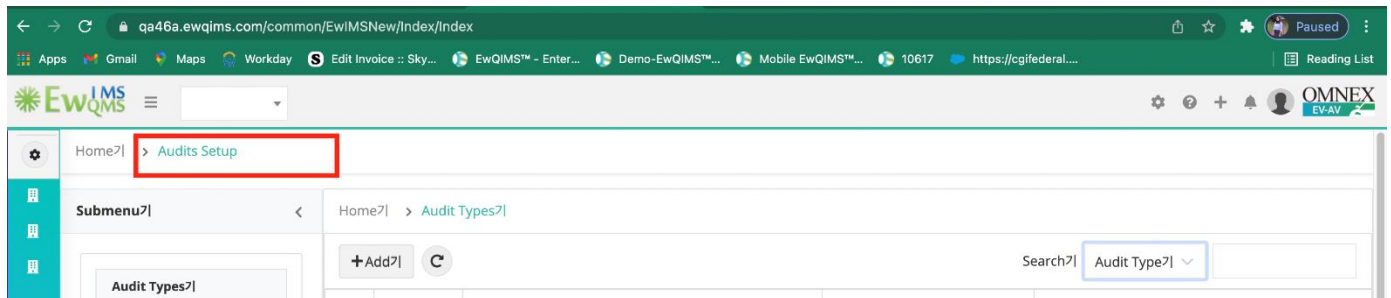 qa46a.ewqims.com/common/EwIMSNew/Index/Index Paused
Apps Gmail Maps Workday Edit Invoice :: Sky... EwQIMS™ - Enter... Demo-EwQIMS™... Mobile EwQIMS™... 10617 https://cgifederal.... Reading List
EwIMS QMS OMNEX EV-AV
Home기 > Audits Setup
Submenu기 < Home기 > Audit Types기
+Add기 Search기 Audit Type기
Audit Types기